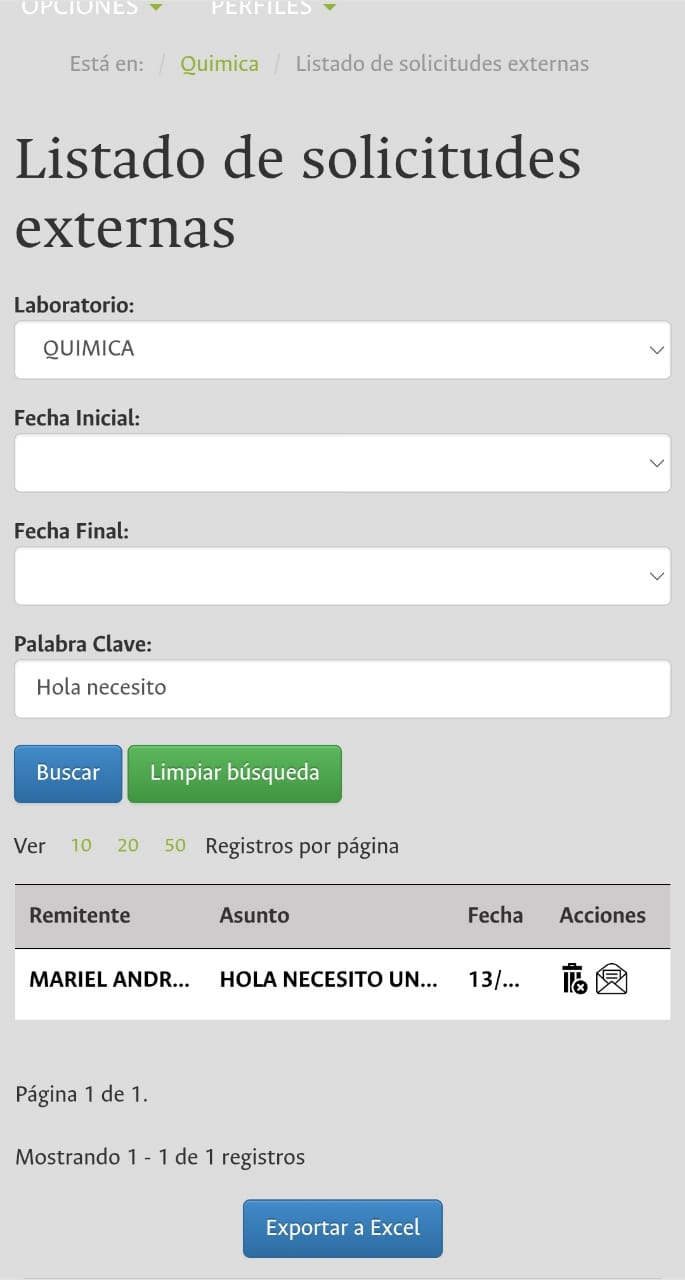 OPCIONES PERFILES
Está en: / Quimica / Listado de solicitudes externas
Listado de solicitudes
externas
Laboratorio:
QUIMICA
Fecha Inicial:
Fecha Final:
Palabra Clave:
Hola necesito
Buscar Limpiar búsqueda
Ver 10 20 50 Registros por página
Remitente Asunto Fecha Acciones
MARIEL ANDR... HOLA NECESITO UN... 13/...
Página 1 de 1.
Mostrando 1 - 1 de 1 registros
Exportar a Excel